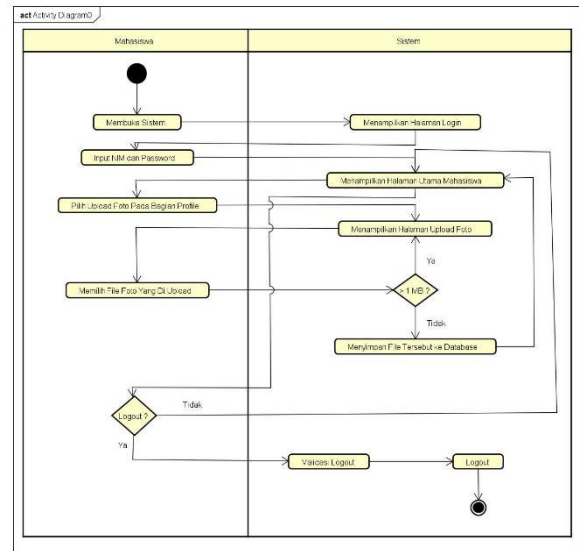 act Activity Diagram0
Mahasiswa
Sistem
Membuka Sistem
Menampilkan Halaman Login
Input NIM dan Password
Menampilkan Halaman Utama Mahasiswa
Pilih Upload Foto Pada Bagian Profile
Menampilkan Halaman Upload Foto
Ya
Memilih File Foto Yang Di Upload
> 1 MB ?
Tidak
Menyimpan File Tersebut ke Database
Tidak
Logout ?
Ya
Validasi Logout
Logout